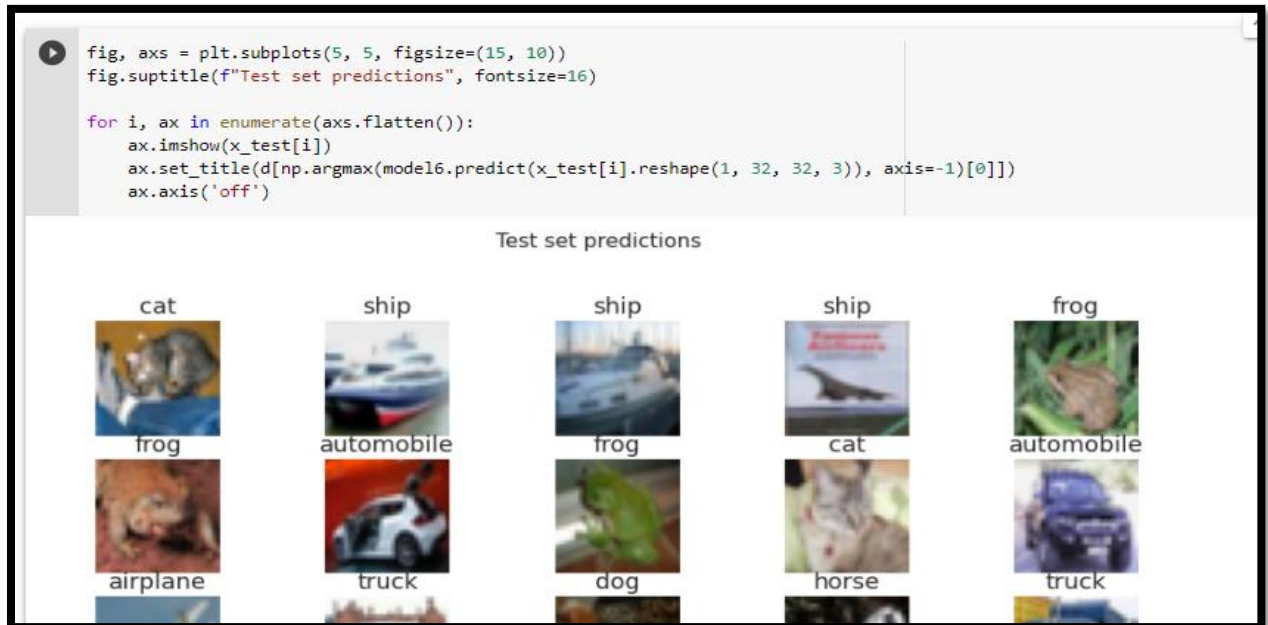 fig, axs = plt.subplots(5, 5, figsize=(15, 10))
fig.suptitle(f"Test set predictions", fontsize=16)
for i, ax in enumerate(axs.flatten()):
    ax.imshow(x_test[i])
    ax.set_title(d[np.argmax(model6.predict(x_test[i].reshape(1, 32, 32, 3)), axis=-1)[0]])
    ax.axis('off')
Test set predictions
cat ship ship ship frog
frog automobile frog cat automobile
airplane truck dog horse truck